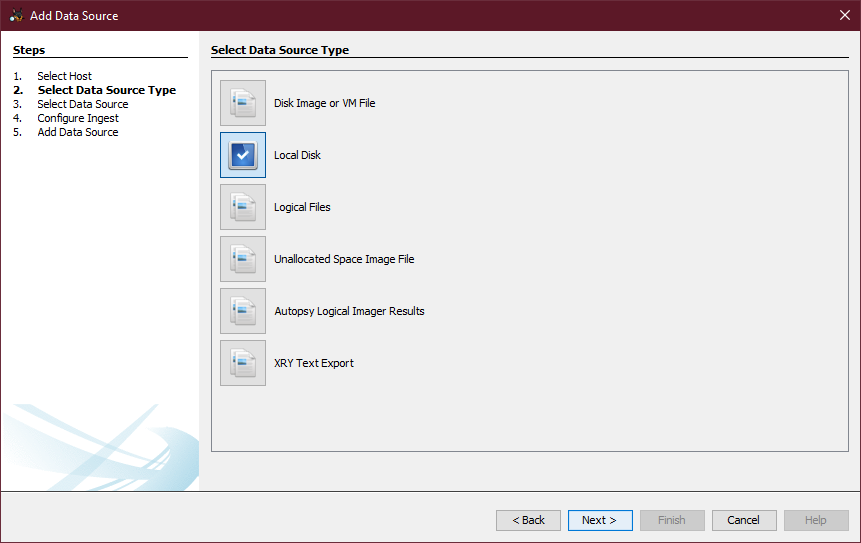 Add Data Source
Steps
1. Select Host
2. Select Data Source Type
3. Select Data Source
4. Configure Ingest
5. Add Data Source
Select Data Source Type
Disk Image or VM File
Local Disk
Logical Files
Unallocated Space Image File
Autopsy Logical Imager Results
XRY Text Export
< Back Next > Finish Cancel Help